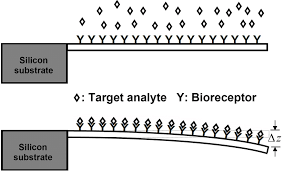 Silicon
substrate
◊: Target analyte Y: Bioreceptor
Silicon
substrate
Δz